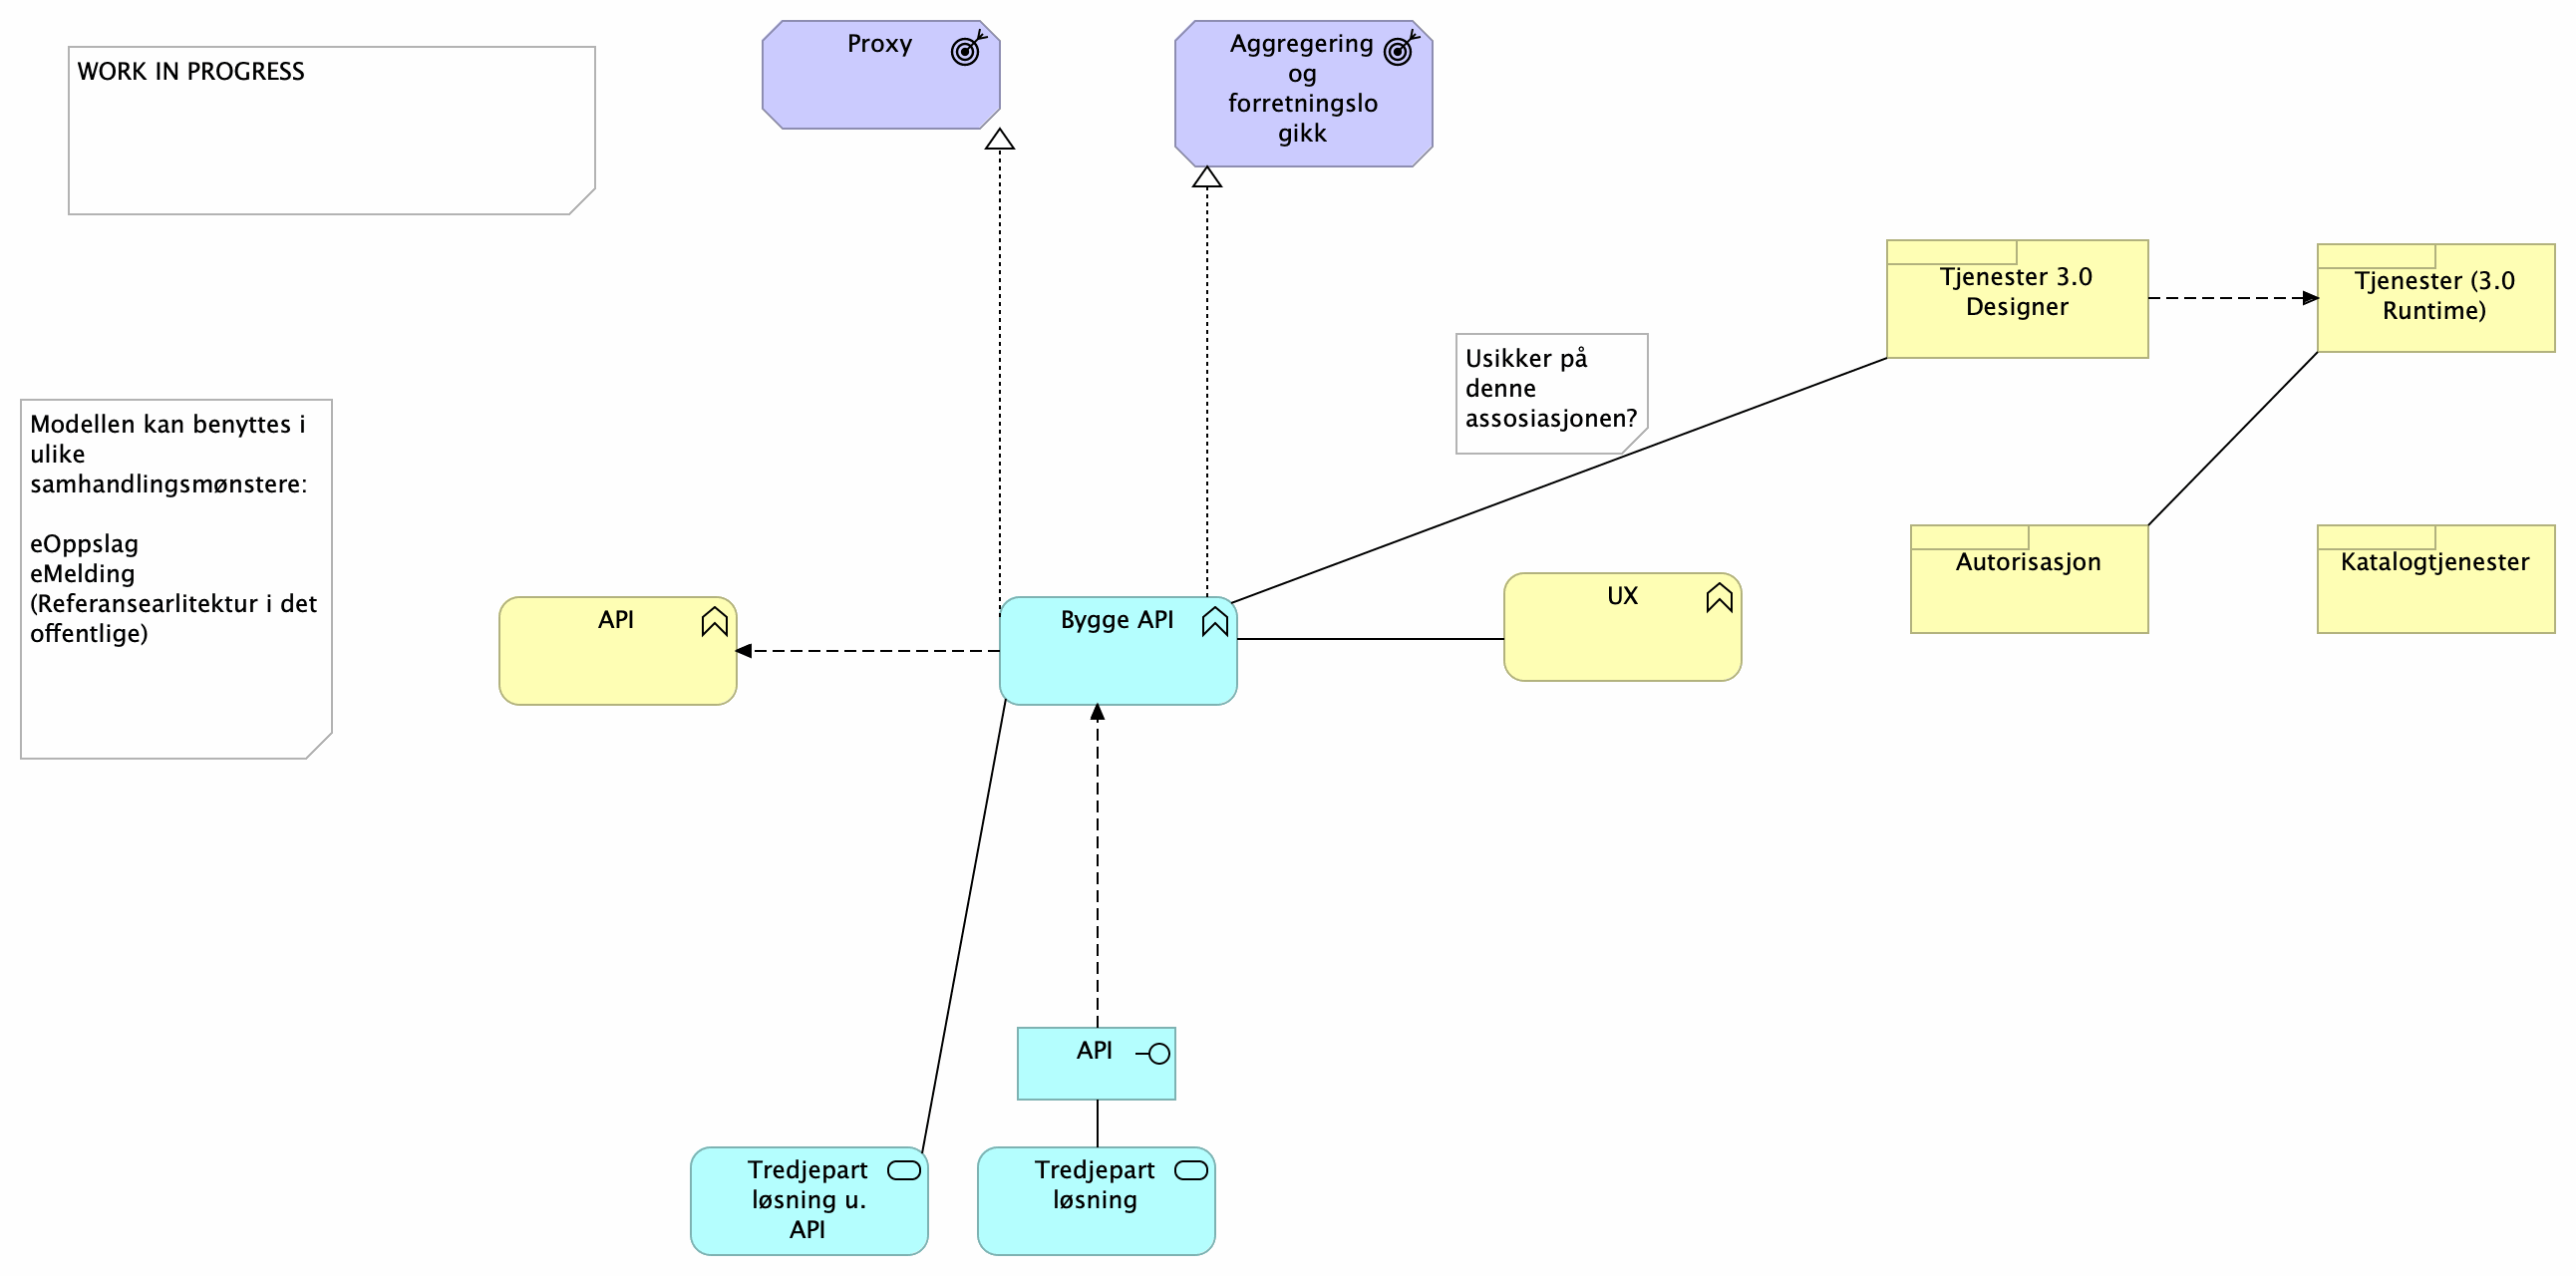 WORK IN PROGRESS
Proxy
Aggregering
og
forretningslo
gikk
Tjenester 3.0
Designer
Tjenester (3.0
Runtime)
Usikker på
denne
assosiasjonen?
Modellen kan benyttes i
ulike
samhandlingsmønstere:
eOppslag
eMelding
(Referansearlitektur i det
offentlige)
Autorisasjon
Katalogtjenester
API
Bygge API
UX
API
Tredjepart
løsning u.
API
Tredjepart
løsning